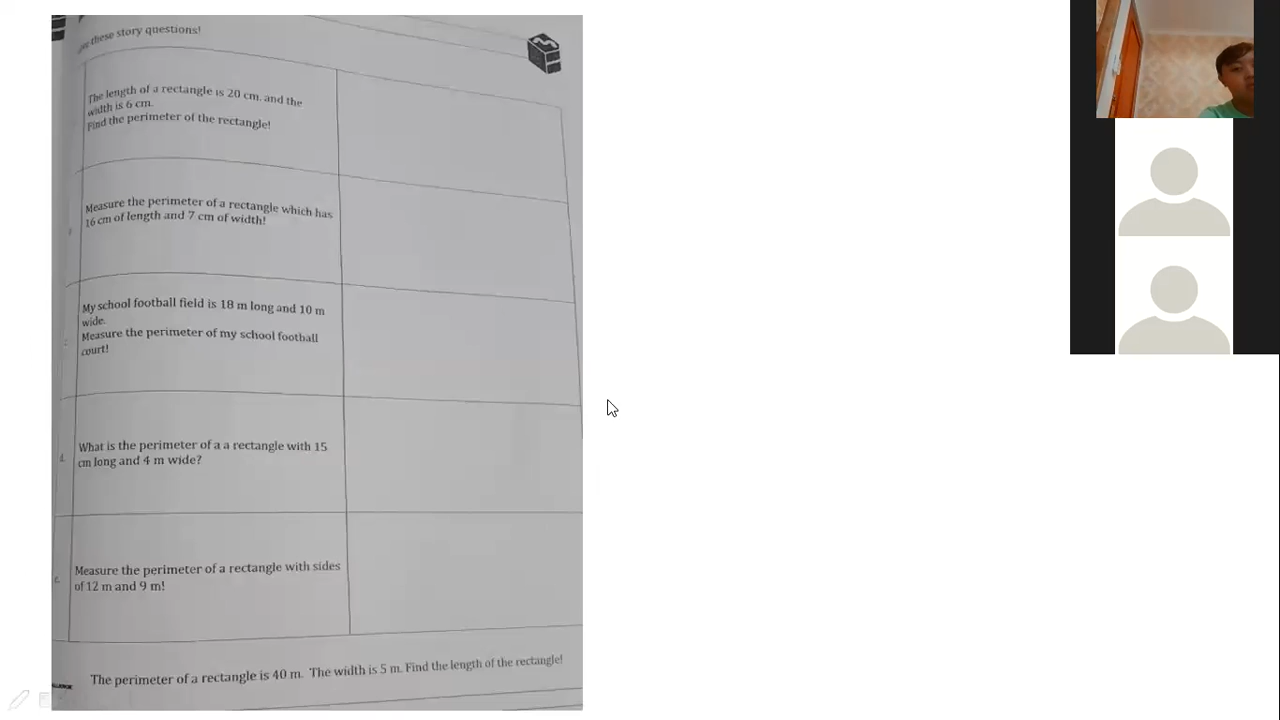 these story questions!
The length of a rectangle is 20 cm. and the
width is 6 cm.
Find the perimeter of the rectangle!
Measure the perimeter of a rectangle which has
16 cm of length and 7 cm of width!
My school football field is 18 m long and 10 m
wide.
Measure the perimeter of my school football
court!
What is the perimeter of a a rectangle with 15
cm long and 4 m wide?
Measure the perimeter of a rectangle with sides
of 12 m and 9 m!
The perimeter of a rectangle is 40 m. The width is 5 m. Find the length of the rectangle!